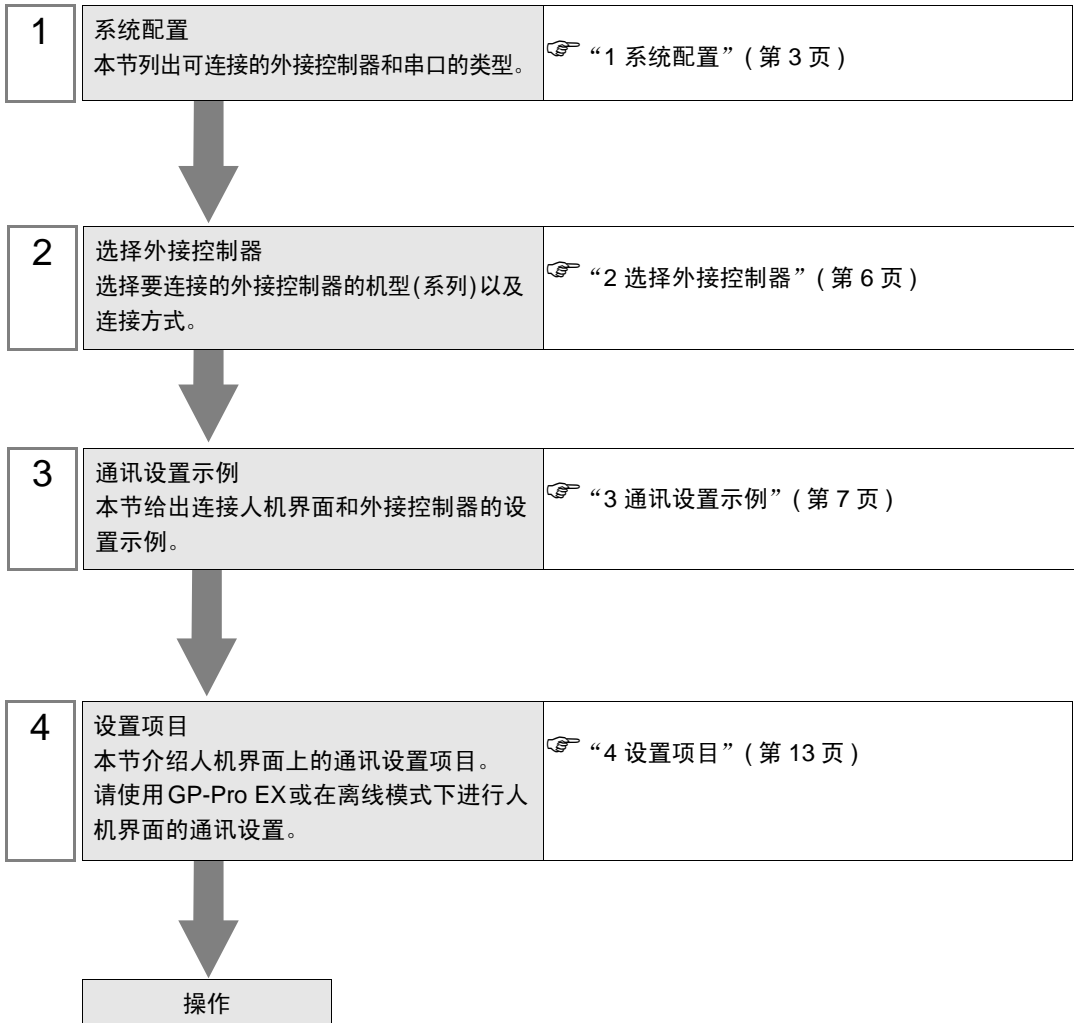 1
系统配置
本节列出可连接的外接控制器和串口的类型。
“1 系统配置” ( 第 3 页 )
2
选择外接控制器
选择要连接的外接控制器的机型(系列)以及
连接方式。
“2 选择外接控制器” ( 第 6 页 )
3
通讯设置示例
本节给出连接人机界面和外接控制器的设
置示例。
“3 通讯设置示例” ( 第 7 页 )
4
设置项目
本节介绍人机界面上的通讯设置项目。
请使用GP-Pro EX或在离线模式下进行人
机界面的通讯设置。
“4 设置项目” ( 第 13 页 )
操作